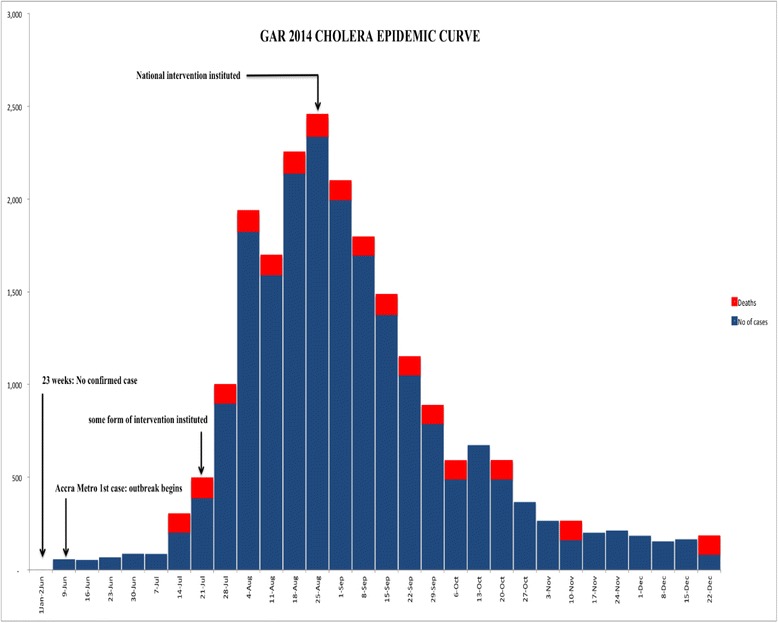 GAR 2014 CHOLERA EPIDEMIC CURVE
3,000
2,500
2,000
1,500
1,000
500
-
National intervention instituted
23 weeks: No confirmed case
some form of intervention instituted
Accra Metro 1st case: outbreak begins
Deaths
No of cases
1Jan-2Jun
9-Jun
16-Jun
23-Jun
30-Jun
7-Jul
14-Jul
21-Jul
28-Jul
4-Aug
11-Aug
18-Aug
25-Aug
1-Sep
8-Sep
15-Sep
22-Sep
29-Sep
6-Oct
13-Oct
20-Oct
27-Oct
3-Nov
10-Nov
17-Nov
24-Nov
1-Dec
8-Dec
15-Dec
22-Dec